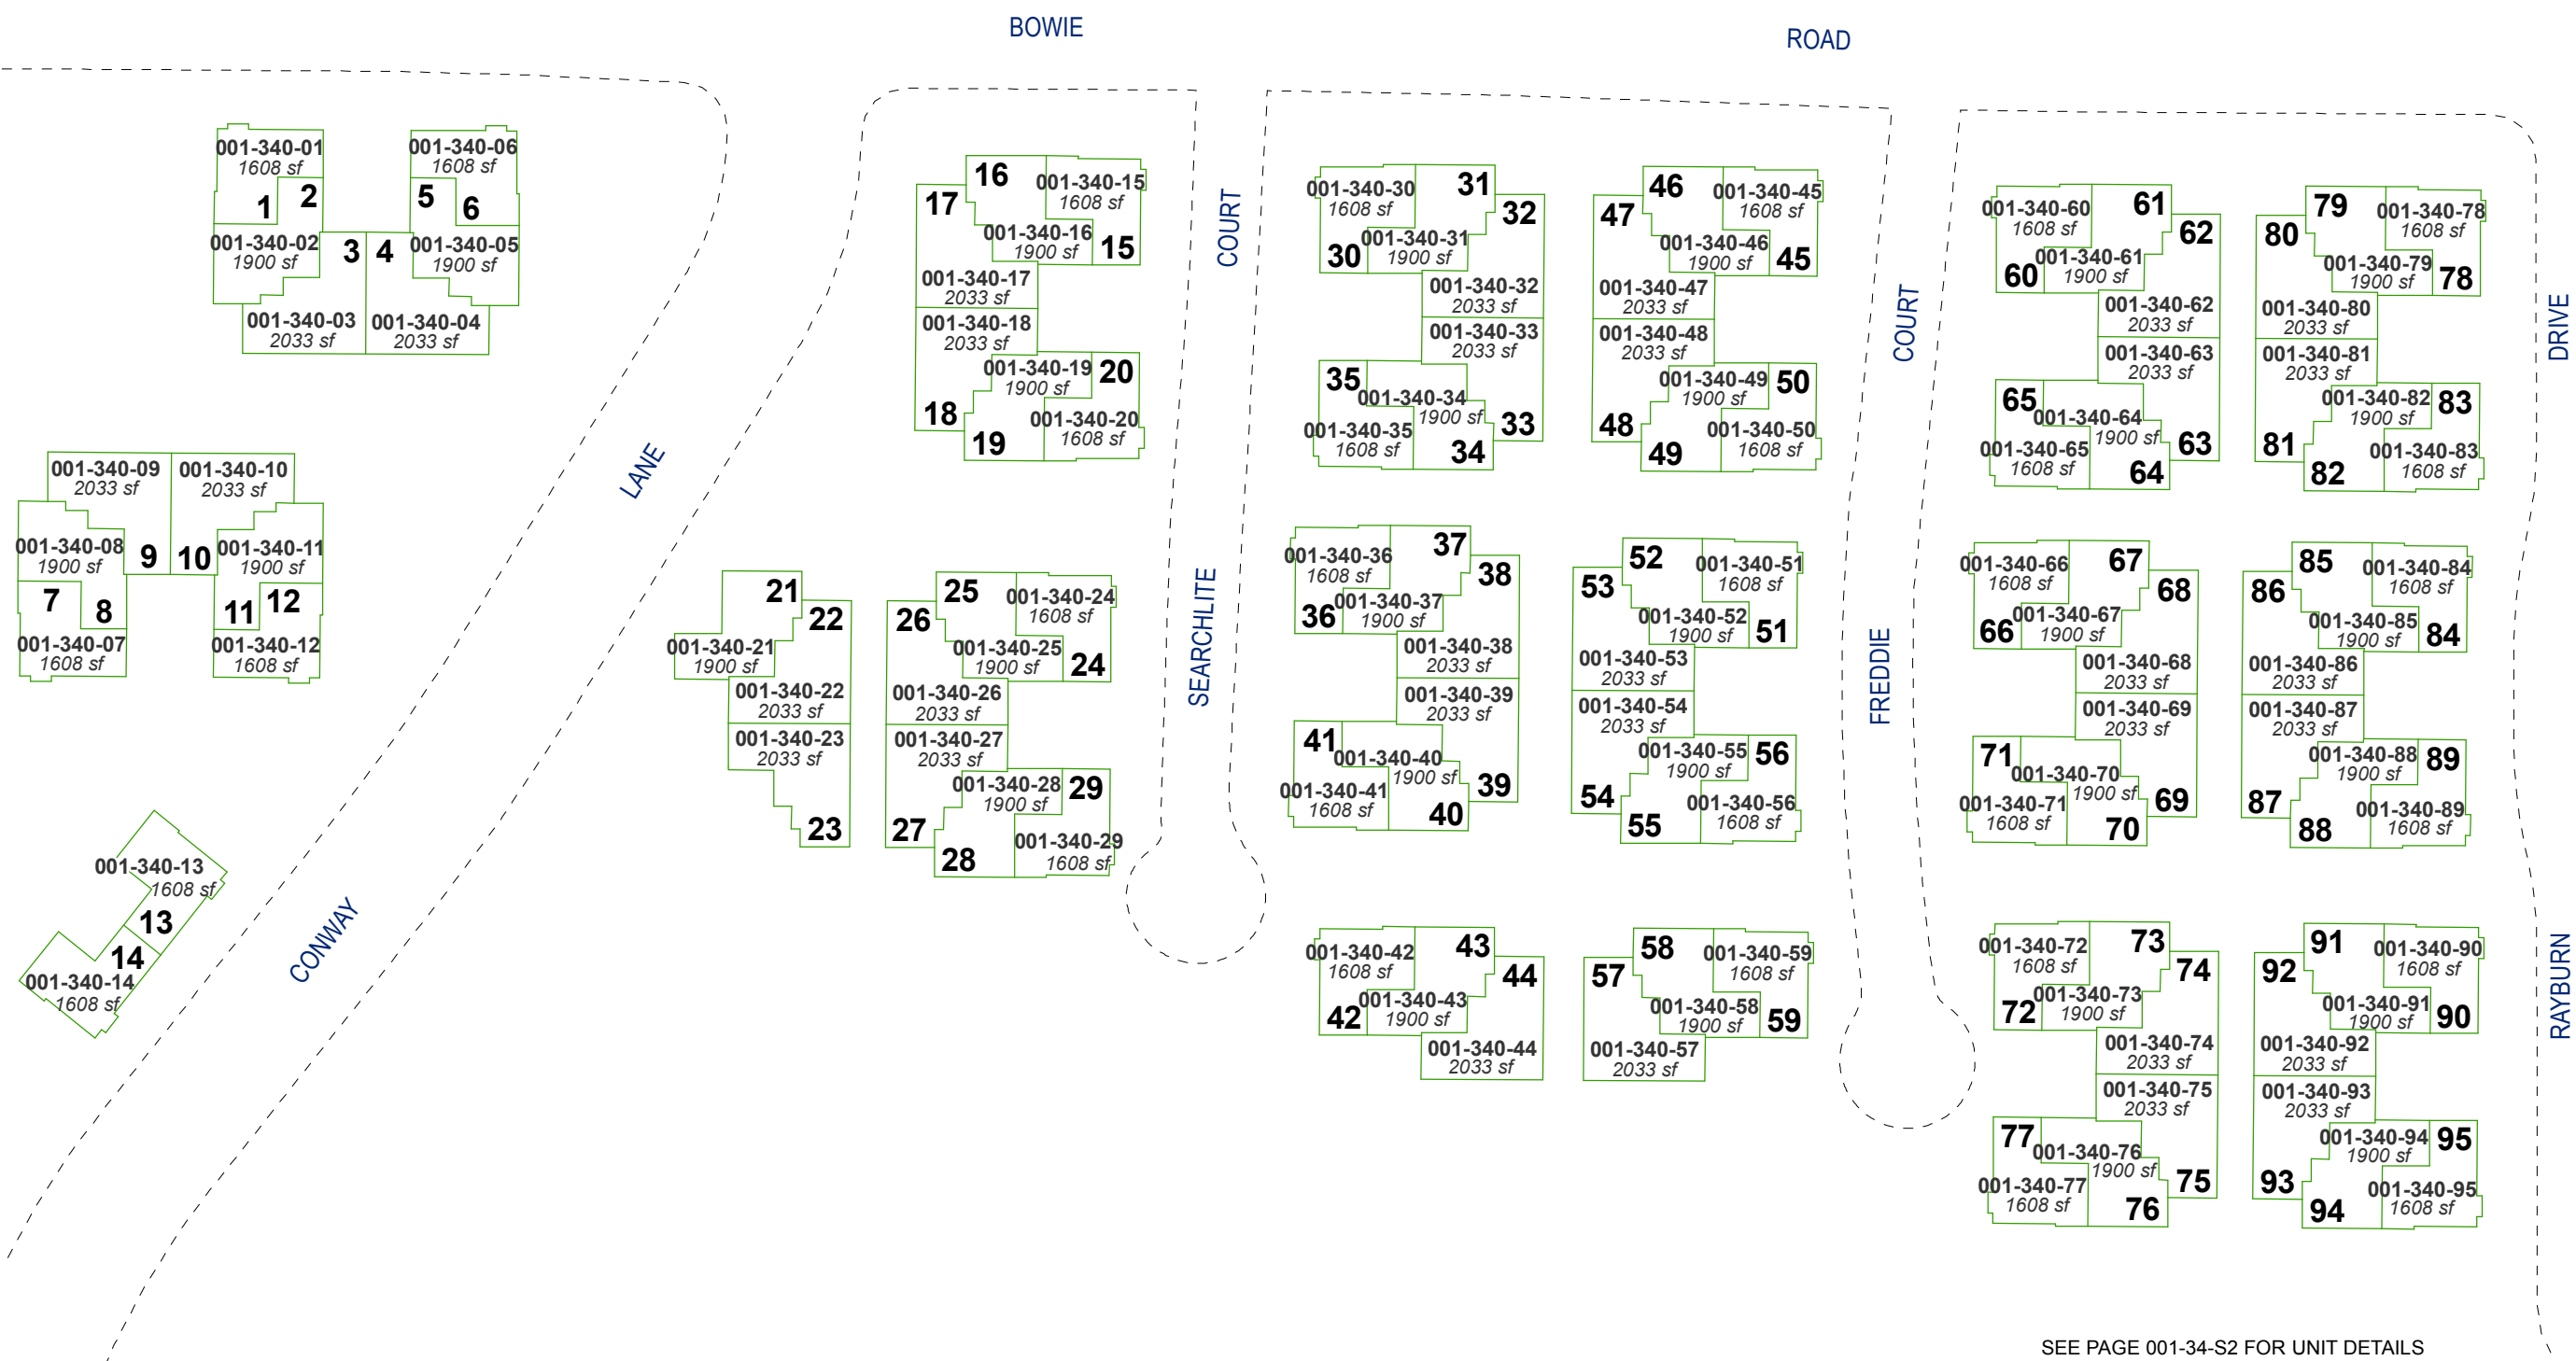 BOWIE
ROAD
001-340-01
1608 sf
1
2
001-340-02
1900 sf
3
001-340-03
2033 sf
4
001-340-04
2033 sf
001-340-06
1608 sf
5
6
001-340-05
1900 sf
001-340-09
2033 sf
001-340-10
2033 sf
001-340-08
1900 sf
9
10
001-340-11
1900 sf
7
8
001-340-07
1608 sf
11
12
001-340-12
1608 sf
001-340-13
1608 sf
13
14
001-340-14
1608 sf
LANE
CONWAY
16
001-340-15
1608 sf
17
001-340-16
1900 sf
15
001-340-17
2033 sf
001-340-18
2033 sf
001-340-19
1900 sf
20
18
001-340-20
1608 sf
19
21
22
001-340-21
1900 sf
001-340-22
2033 sf
001-340-23
2033 sf
23
25
001-340-24
1608 sf
26
001-340-25
1900 sf
24
001-340-26
2033 sf
001-340-27
2033 sf
001-340-28
1900 sf
29
27
001-340-29
1608 sf
28
COURT
SEARCHLITE
001-340-30
1608 sf
31
32
30
001-340-31
1900 sf
001-340-32
2033 sf
001-340-33
2033 sf
35
001-340-34
1900 sf
33
001-340-35
1608 sf
34
001-340-36
1608 sf
37
38
36
001-340-37
1900 sf
001-340-38
2033 sf
001-340-39
2033 sf
41
001-340-40
1900 sf
39
001-340-41
1608 sf
40
001-340-42
1608 sf
43
44
42
001-340-43
1900 sf
001-340-44
2033 sf
46
001-340-45
1608 sf
47
001-340-46
1900 sf
45
001-340-47
2033 sf
001-340-48
2033 sf
001-340-49
1900 sf
50
48
001-340-50
1608 sf
49
52
001-340-51
1608 sf
53
001-340-52
1900 sf
51
001-340-53
2033 sf
001-340-54
2033 sf
001-340-55
1900 sf
56
54
001-340-56
1608 sf
55
58
001-340-59
1608 sf
57
001-340-58
1900 sf
59
001-340-57
2033 sf
COURT
FREDDIE
001-340-60
1608 sf
61
62
60
001-340-61
1900 sf
001-340-62
2033 sf
001-340-63
2033 sf
65
001-340-64
1900 sf
63
001-340-65
1608 sf
64
001-340-66
1608 sf
67
68
66
001-340-67
1900 sf
001-340-68
2033 sf
001-340-69
2033 sf
71
001-340-70
1900 sf
69
001-340-71
1608 sf
70
001-340-72
1608 sf
73
74
72
001-340-73
1900 sf
001-340-74
2033 sf
001-340-75
2033 sf
77
001-340-76
1900 sf
75
001-340-77
1608 sf
76
79
001-340-78
1608 sf
80
001-340-79
1900 sf
78
001-340-80
2033 sf
001-340-81
2033 sf
001-340-82
1900 sf
83
81
001-340-83
1608 sf
82
85
001-340-84
1608 sf
86
001-340-85
1900 sf
84
001-340-86
2033 sf
001-340-87
2033 sf
001-340-88
1900 sf
89
87
001-340-89
1608 sf
88
91
001-340-90
1608 sf
92
001-340-91
1900 sf
90
001-340-92
2033 sf
001-340-93
2033 sf
001-340-94
1900 sf
95
93
001-340-95
1608 sf
94
DRIVE
RAYBURN
SEE PAGE 001-34-S2 FOR UNIT DETAILS